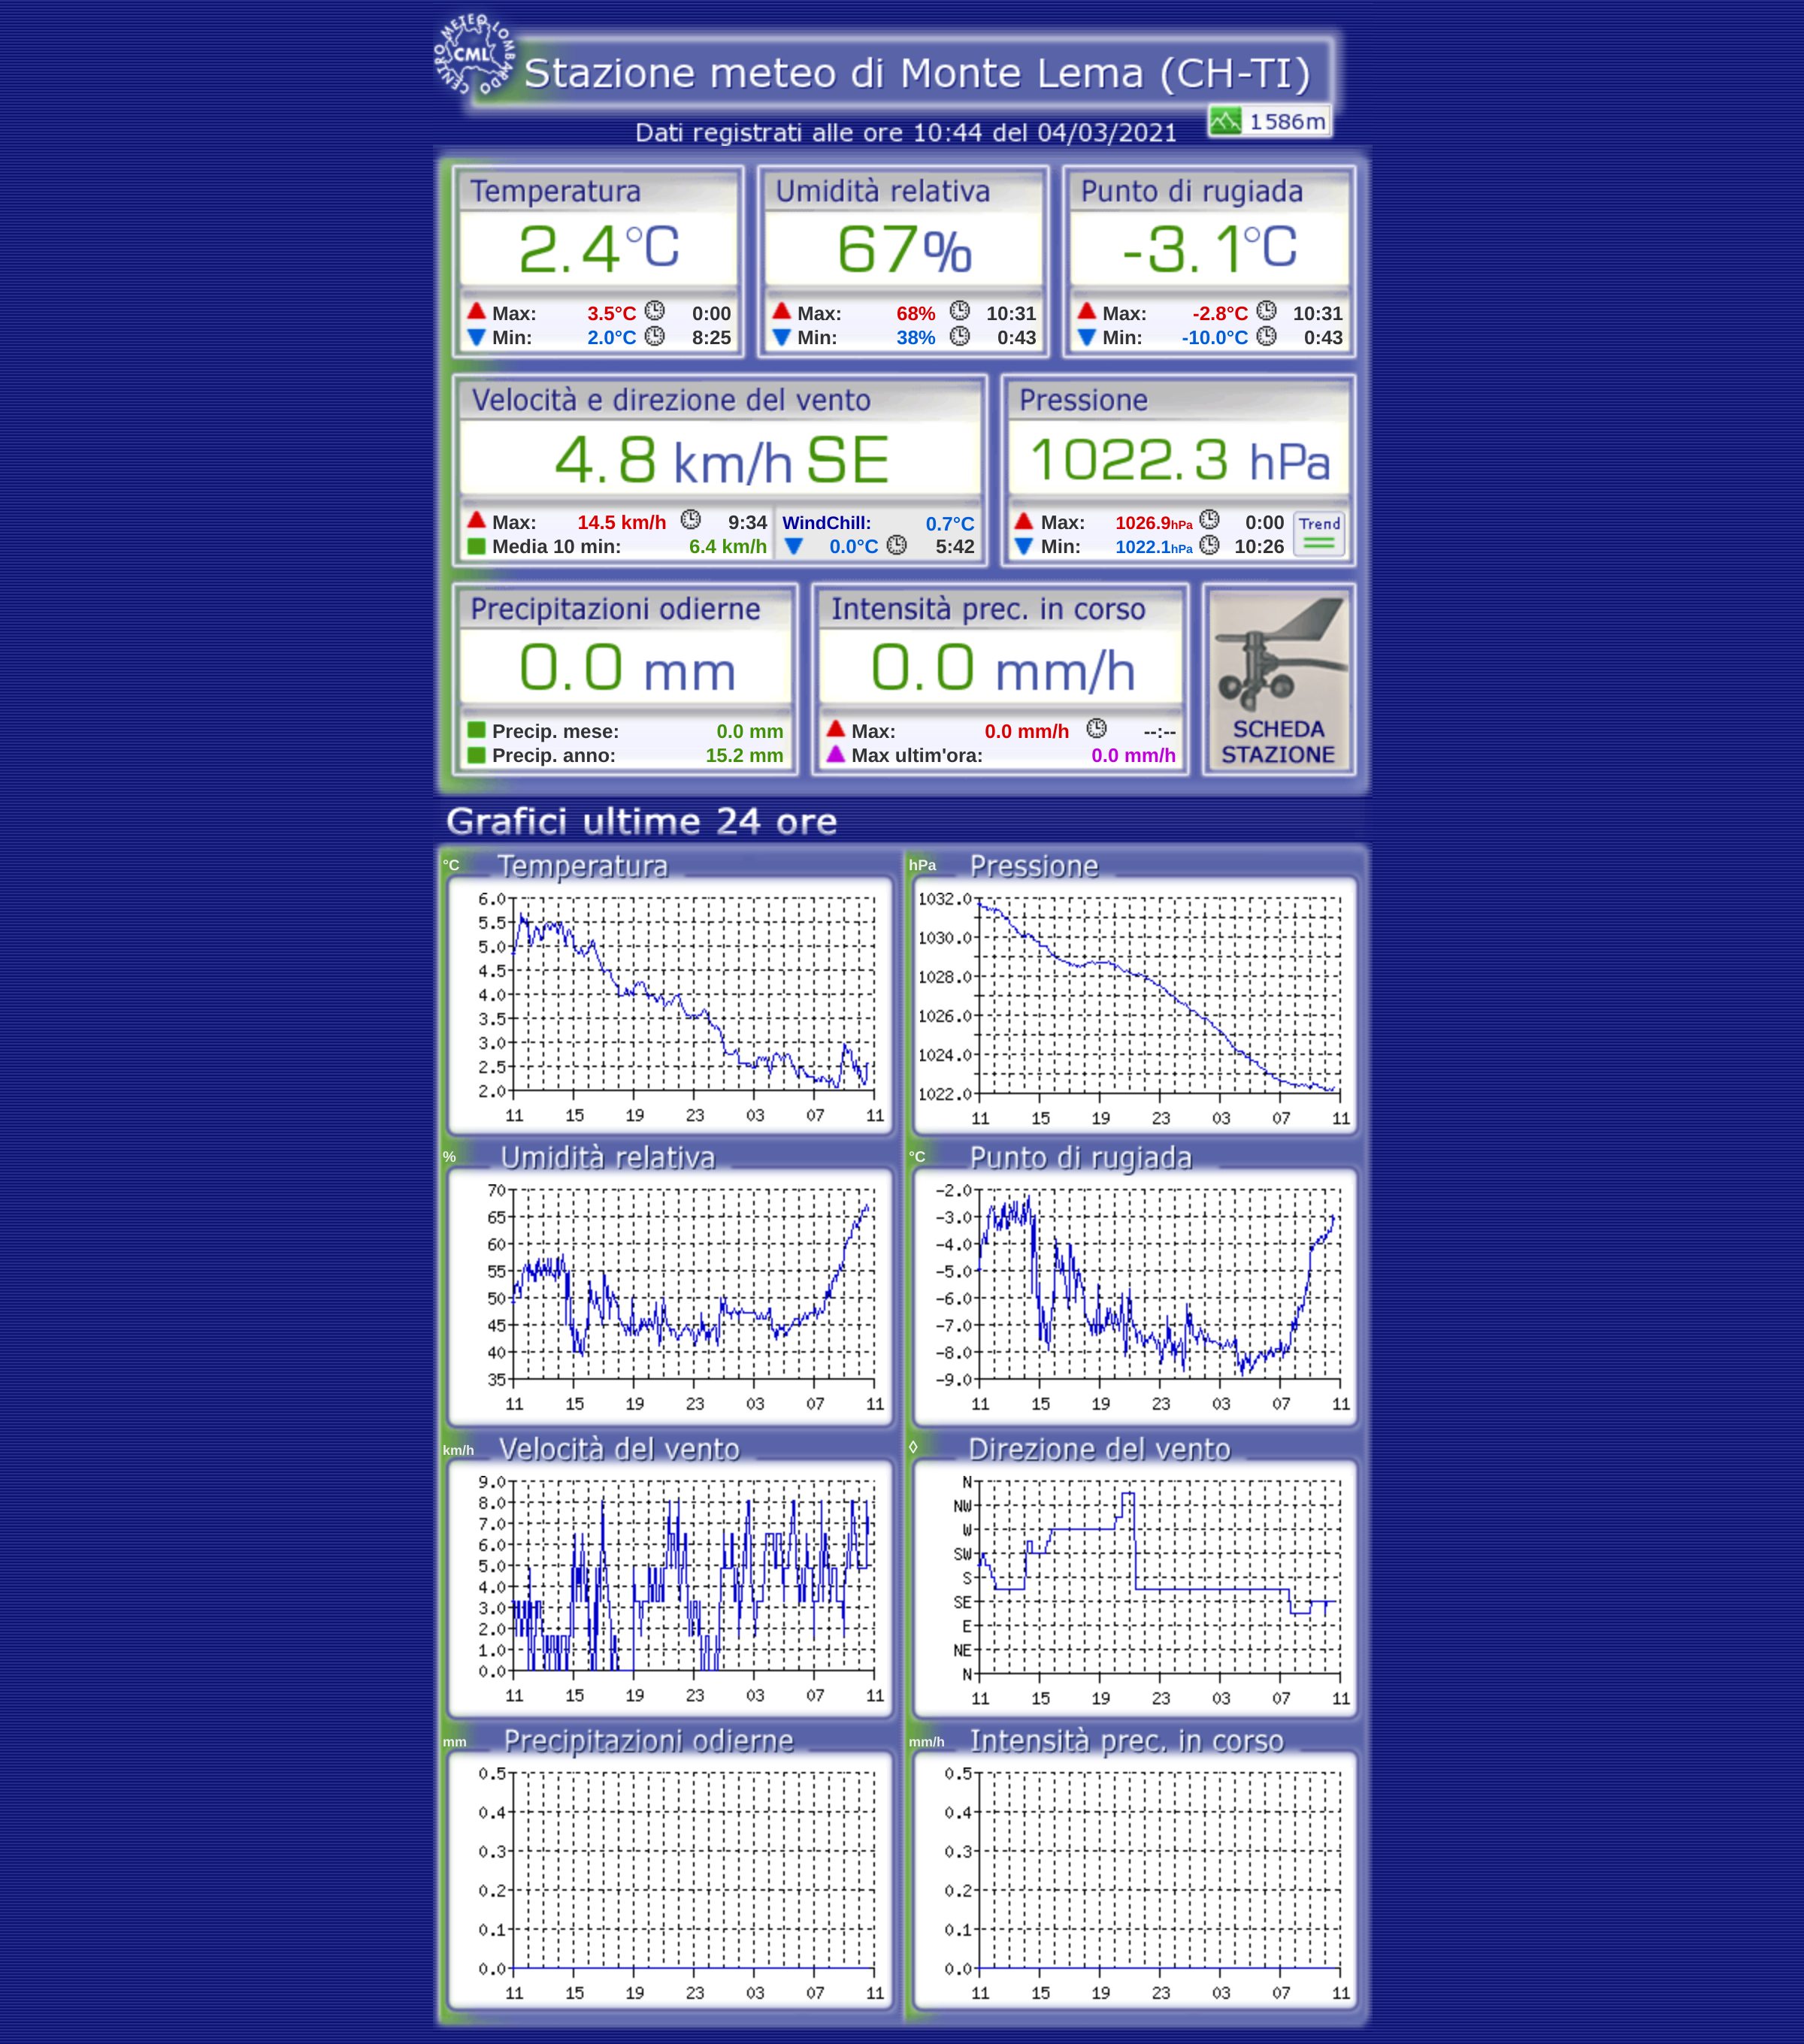 CENTRO METEO LOMBARDO
CML
Stazione meteo di Monte Lema (CH-TI)
Dati registrati alle ore 10:44 del 04/03/2021
1586m
Temperatura Umidità relativa Punto di rugiada
2.4°C 67% -3.1°C
Max: 3.5°C 0:00 Max: 68% 10:31 Max: -2.8°C 10:31
Min: 2.0°C 8:25 Min: 38% 0:43 Min: -10.0°C 0:43
Velocità e direzione del vento Pressione
4.8 km/h SE 1022.3 hPa
Max: 14.5 km/h 9:34 WindChill: 0.7°C Max: 1026.9hPa 0:00 Trend
Media 10 min: 6.4 km/h 0.0°C 5:42 Min: 1022.1hPa 10:26
Precipitazioni odierne Intensità prec. in corso
0.0 mm 0.0 mm/h
Precip. mese: 0.0 mm Max: 0.0 mm/h --:-- SCHEDA
Precip. anno: 15.2 mm Max ultim'ora: 0.0 mm/h STAZIONE
Grafici ultime 24 ore
°C Temperatura
6.0
5.5
5.0
4.5
4.0
3.5
3.0
2.5
2.0
11 15 19 23 03 07 11
hPa Pressione
1032.0
1030.0
1028.0
1026.0
1024.0
1022.0
11 15 19 23 03 07 11
% Umidità relativa
70
65
60
55
50
45
40
35
11 15 19 23 03 07 11
°C Punto di rugiada
-2.0
-3.0
-4.0
-5.0
-6.0
-7.0
-8.0
-9.0
11 15 19 23 03 07 11
km/h Velocità del vento
9.0
8.0
7.0
6.0
5.0
4.0
3.0
2.0
1.0
0.0
11 15 19 23 03 07 11
◊ Direzione del vento
N
NW
W
SW
S
SE
E
NE
N
11 15 19 23 03 07 11
mm Precipitazioni odierne
0.5
0.4
0.3
0.2
0.1
0.0
11 15 19 23 03 07 11
mm/h Intensità prec. in corso
0.5
0.4
0.3
0.2
0.1
0.0
11 15 19 23 03 07 11